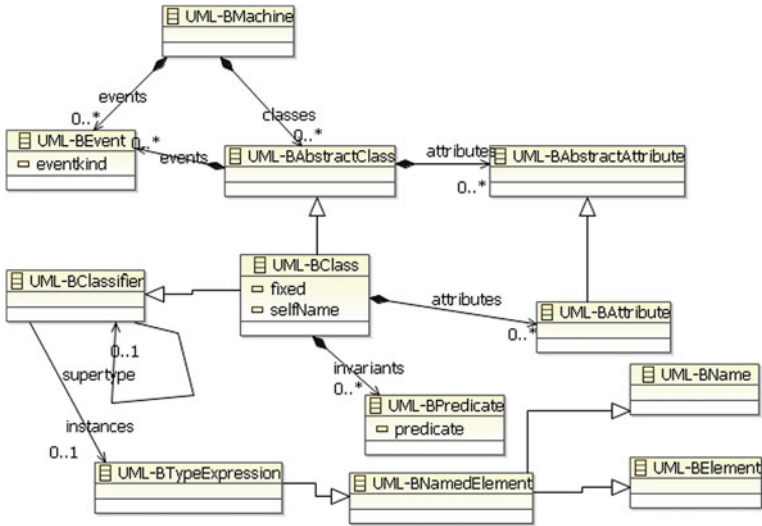 UML-BMachine
events
0..*
classes
0..*
UML-BEvent
eventkind
0..*
events
UML-BAbstractClass
attributes
0..*
UML-BAbstractAttribute
UML-BClassifier
UML-BClass
fixed
selfName
attributes
0..*
UML-BAttribute
0..1
supertype
invariants
0..*
UML-BName
UML-BPredicate
predicate
instances
0..1
UML-BTypeExpression
UML-BNamedElement
UML-BElement